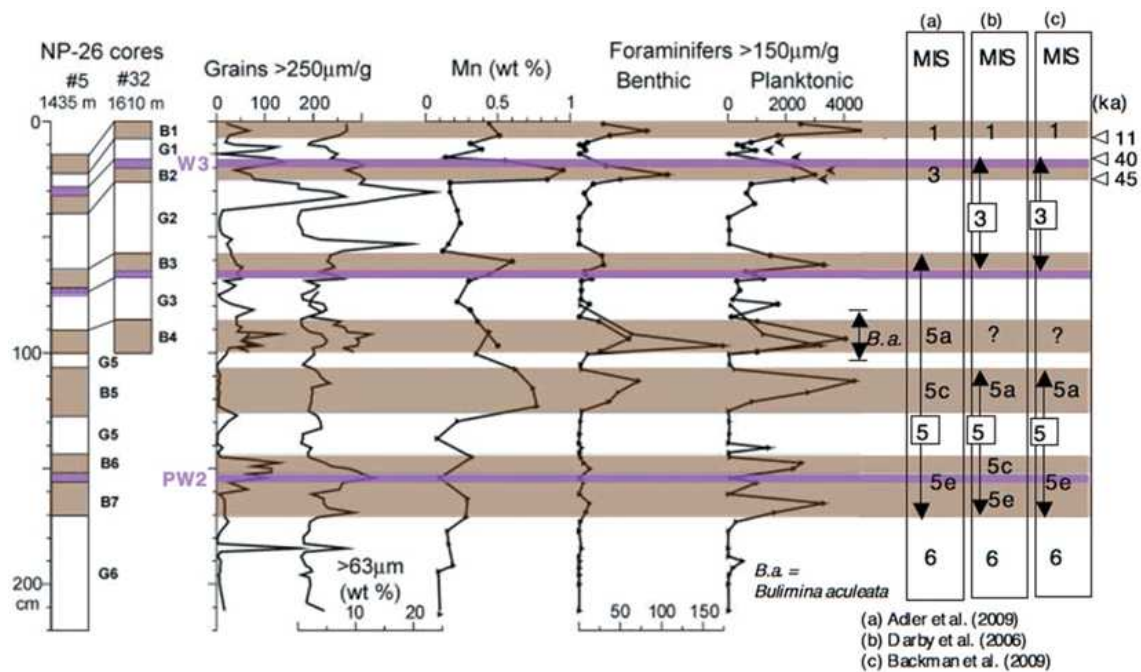 (a) (b) (c)
NP-26 cores
#5 #32
1435 m 1610 m
Grains >250µm/g
0 100 200
Mn (wt %)
0 0.5 1
Foraminifers >150µm/g
Benthic Planktonic
0 2000 4000
MIS MIS MIS
(ka)
0
B1
1 1 1
11
G1
W3
40
B2
3
45
G2
3 3
B3
G3
B4
B.a.
5a ? ?
100
G5
B5
5c 5a 5a
G5
5 5 5
B6
5c
PW2
5e 5e
B7
5e
G6
6 6 6
200
cm
>63µm
(wt %)
10 20
50 100 150
B.a. =
Bulimina aculeata
(a) Adler et al. (2009)
(b) Darby et al. (2006)
(c) Backman et al. (2009)